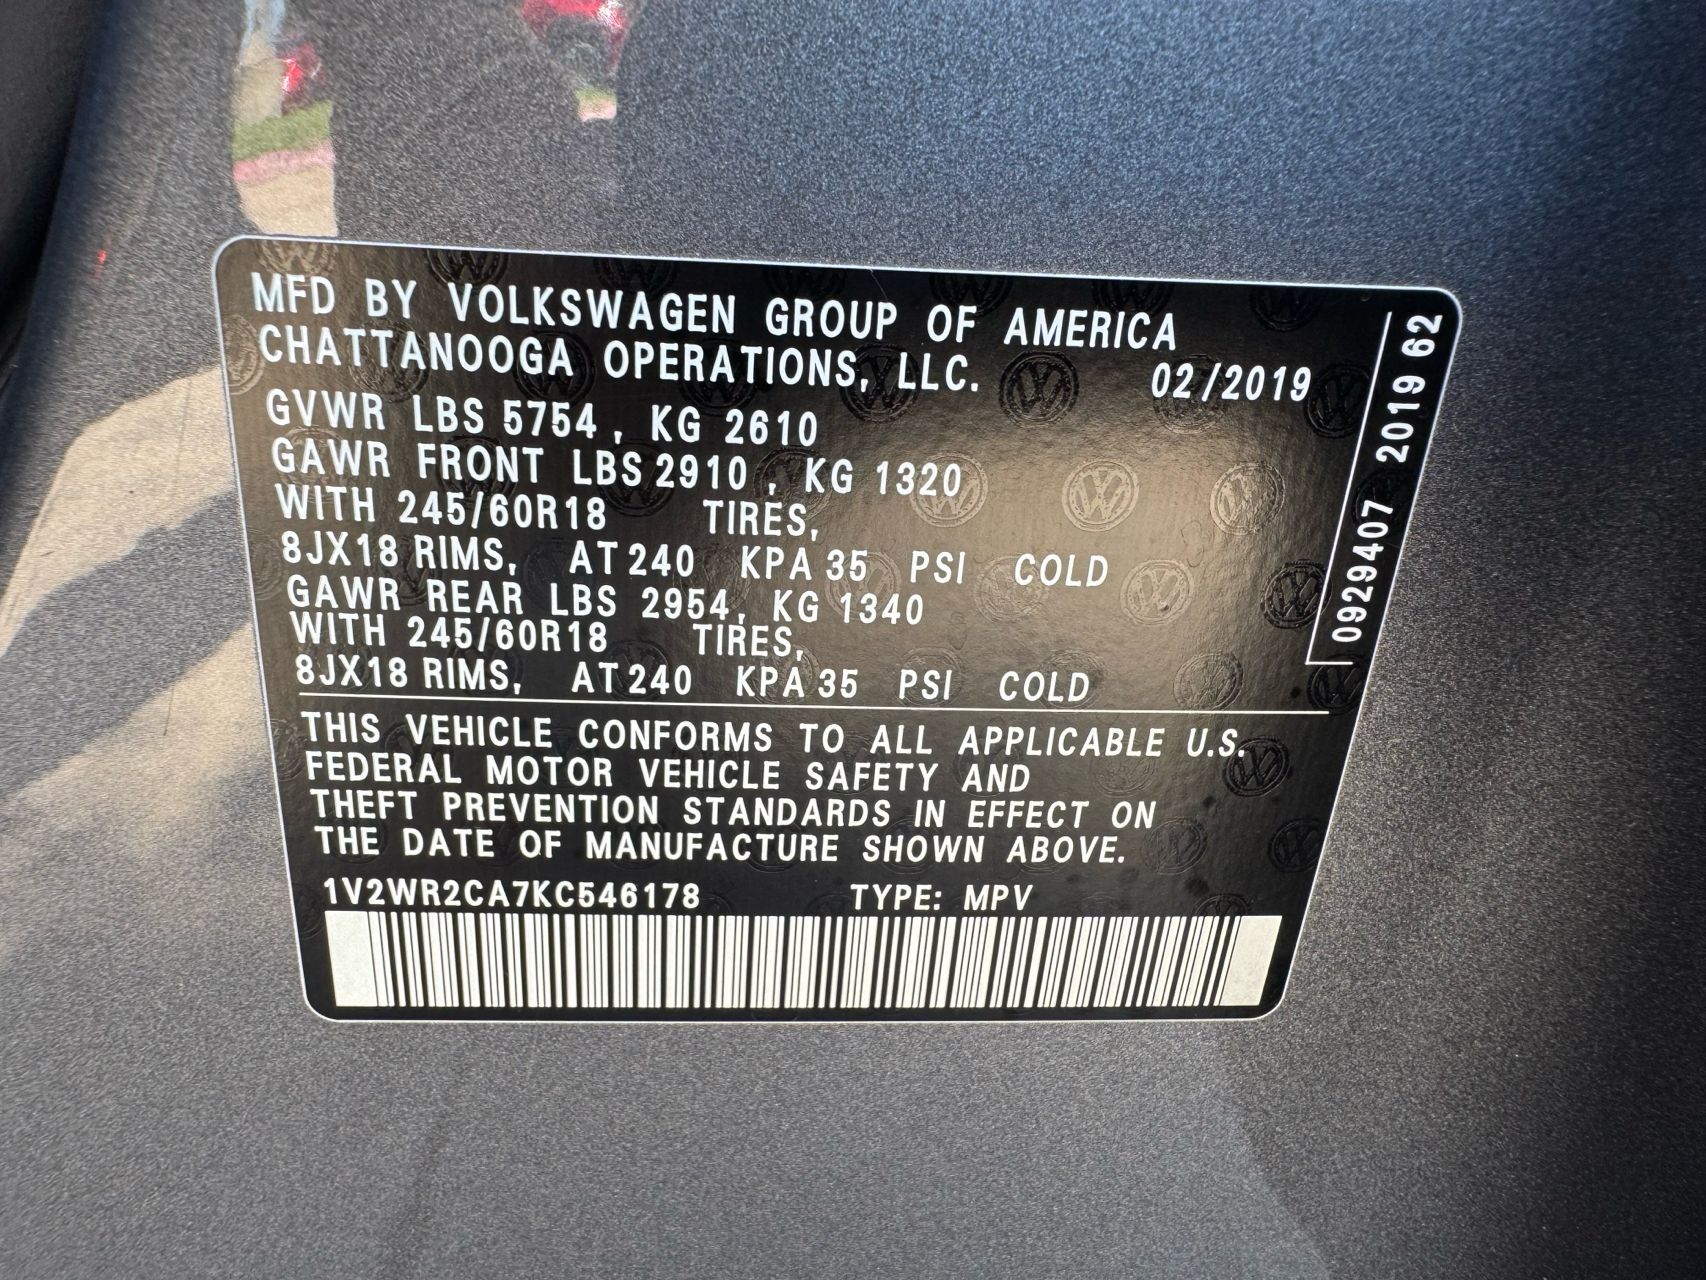 MFD BY VOLKSWAGEN GROUP OF AMERICA
CHATTANOOGA OPERATIONS, LLC. 02/2019
GVWR LBS 5754, KG 2610
GAWR FRONT LBS 2910, KG 1320
WITH 245/60R18 TIRES,
8JX18 RIMS, AT 240 KPA 35 PSI COLD
GAWR REAR LBS 2954, KG 1340
WITH 245/60R18 TIRES,
8JX18 RIMS, AT 240 KPA 35 PSI COLD
THIS VEHICLE CONFORMS TO ALL APPLICABLE U.S.
FEDERAL MOTOR VEHICLE SAFETY AND
THEFT PREVENTION STANDARDS IN EFFECT ON
THE DATE OF MANUFACTURE SHOWN ABOVE.
1V2WR2CA7KC546178 TYPE: MPV
0929407 2019 62